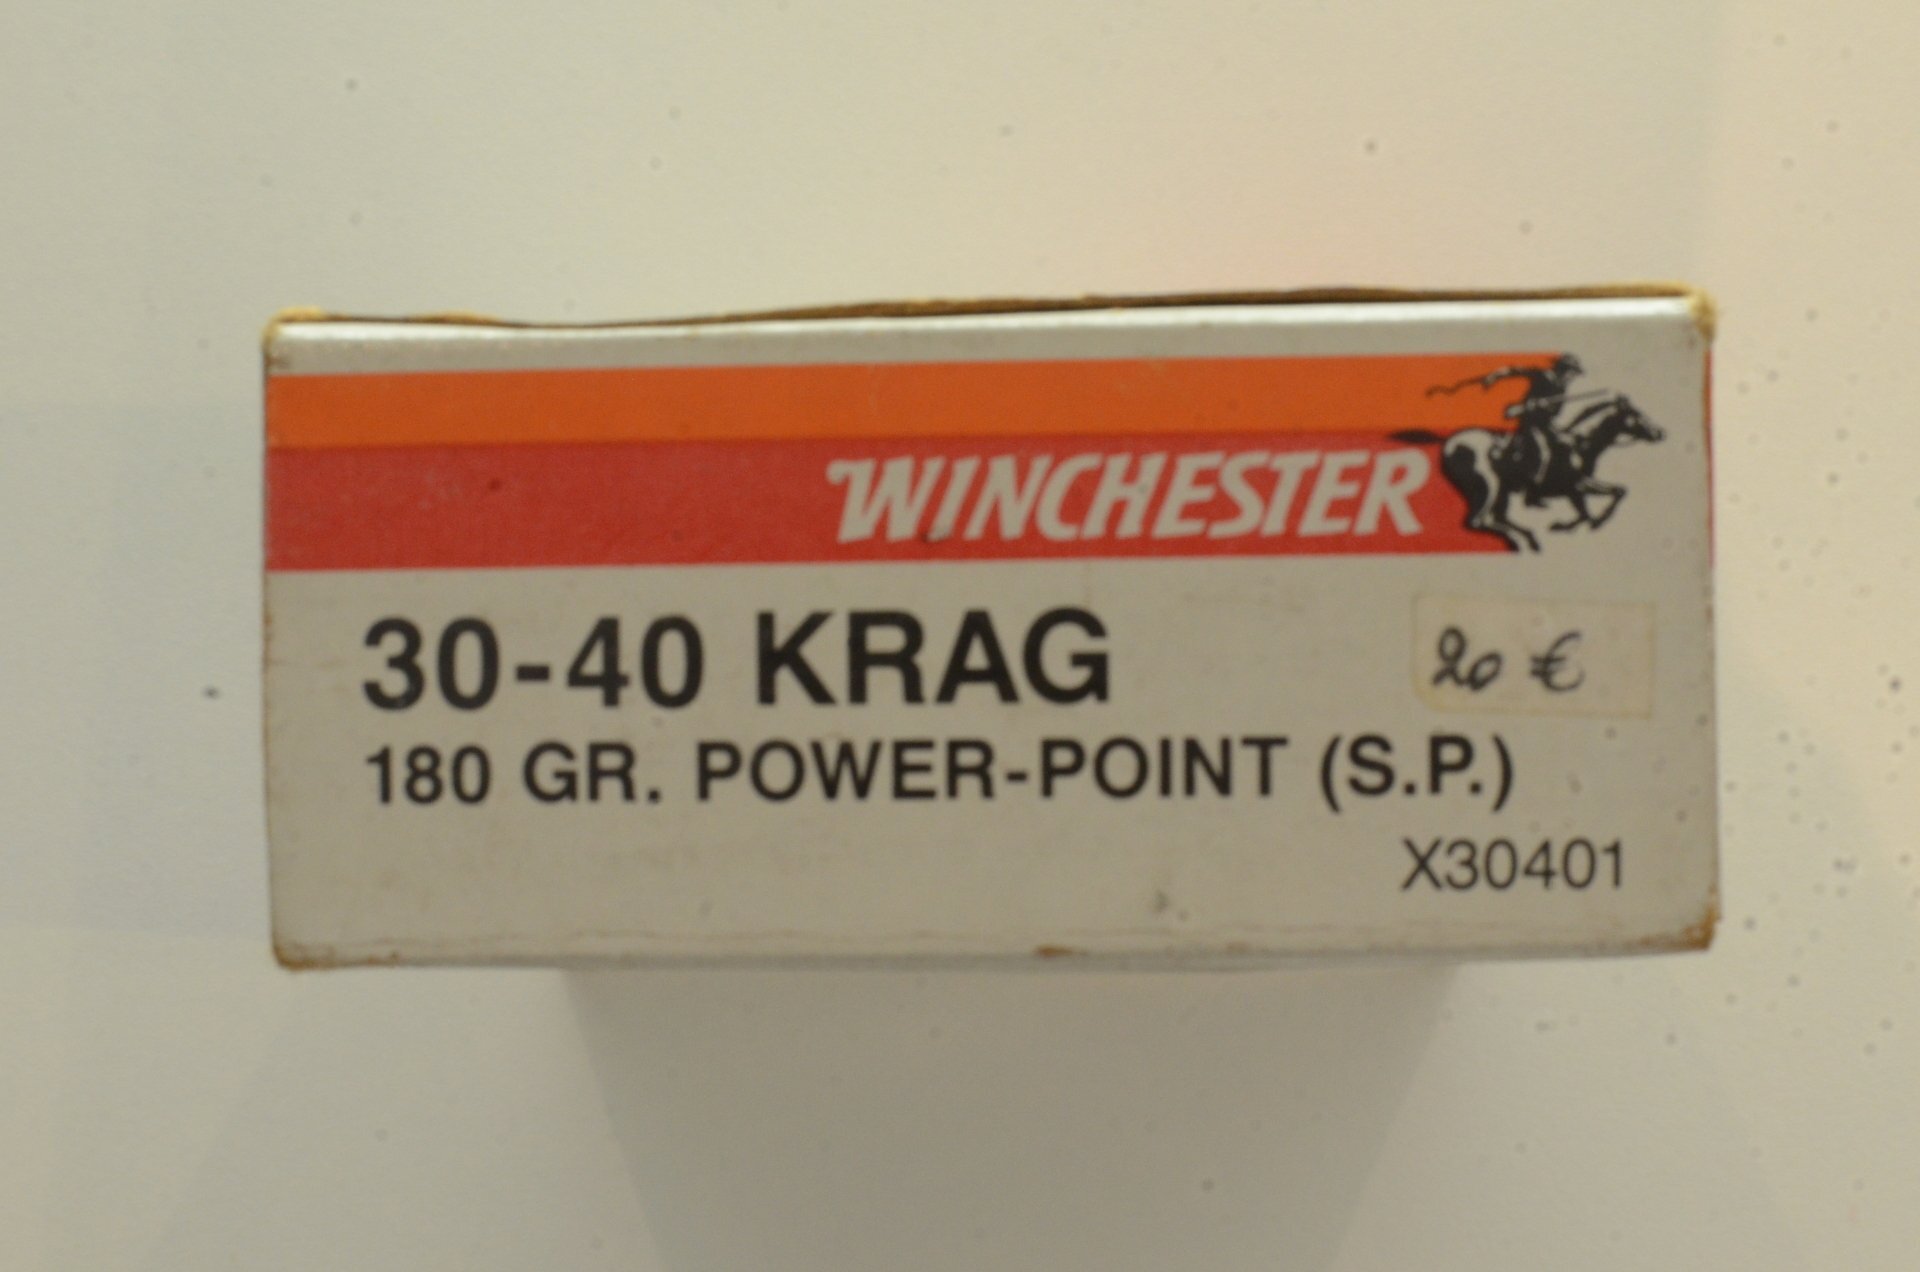 WINCHESTER
30-40 KRAG
20 €
180 GR. POWER-POINT (S.P.)
X30401